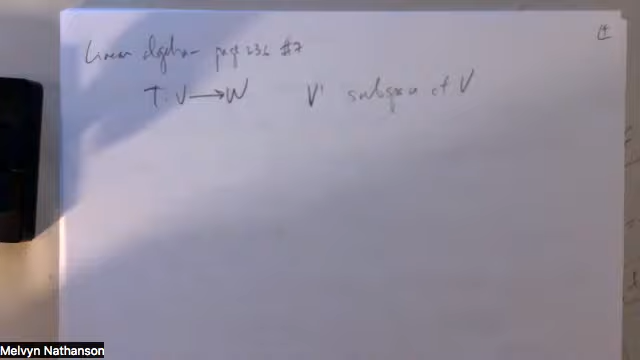 Linear algebra page 236 #7
T: V → W V' subspace of V
Melvyn Nathanson